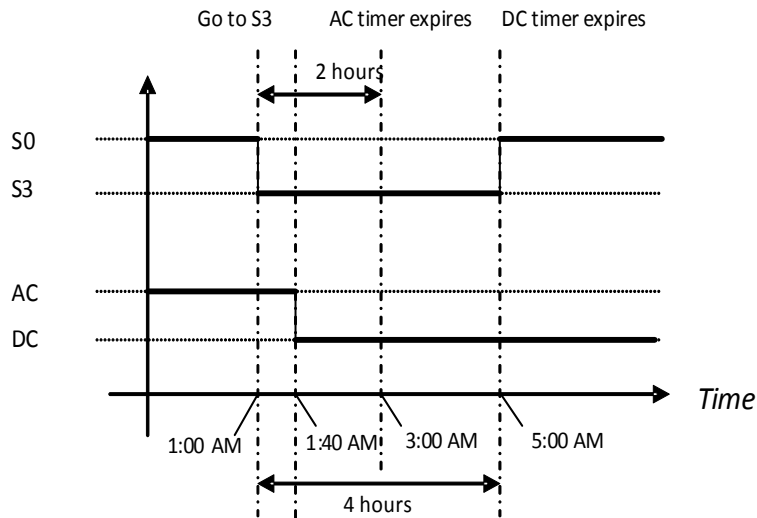 Go to S3
AC timer expires
DC timer expires
2 hours
S0
S3
AC
DC
Time
1:00 AM
1:40 AM
3:00 AM
5:00 AM
4 hours